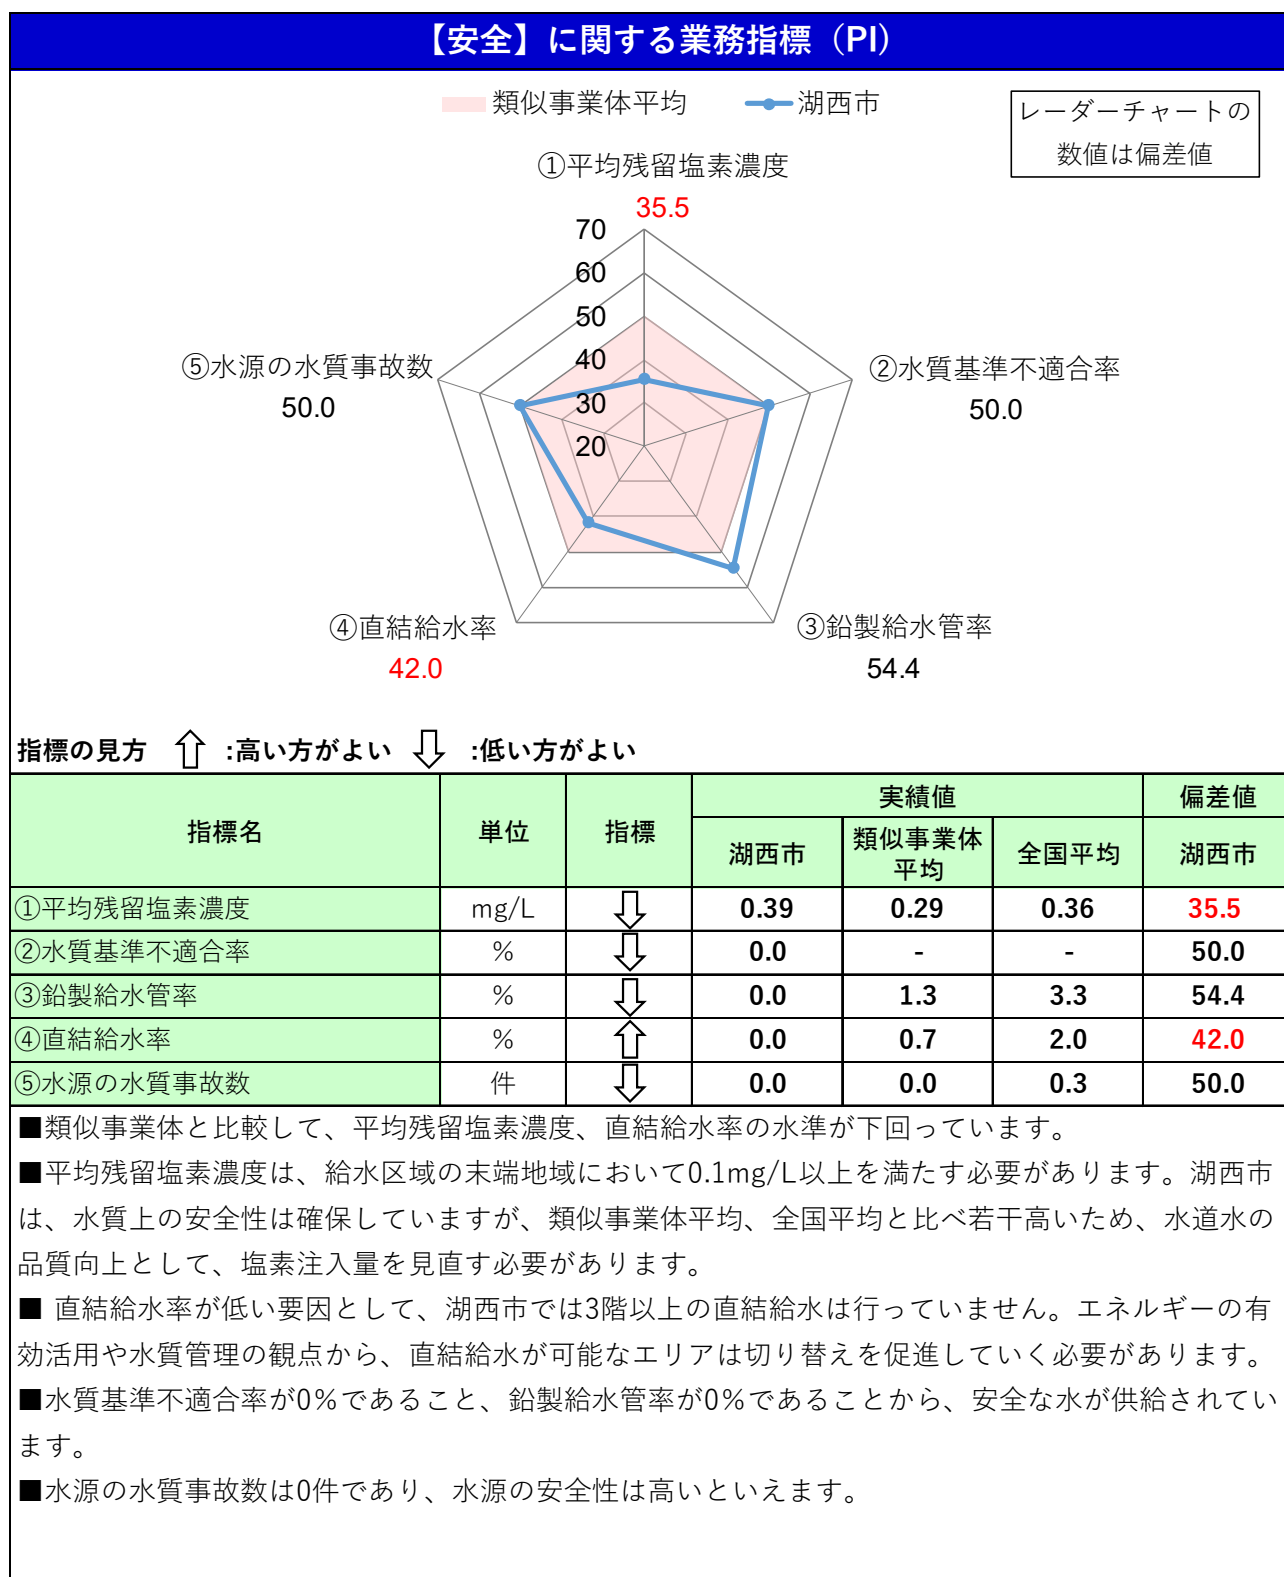 【安全】に関する業務指標（PI）
類似事業体平均
湖西市
レーダーチャートの
数値は偏差値
①平均残留塩素濃度
35.5
70
60
50
40
30
20
⑤水源の水質事故数
50.0
②水質基準不適合率
50.0
④直結給水率
42.0
③鉛製給水管率
54.4
指標の見方 ⇧ :高い方がよい ⇩ :低い方がよい
指標名 単位 指標 実績値 偏差値
湖西市 類似事業体平均 全国平均 湖西市
①平均残留塩素濃度 mg/L ⇩ 0.39 0.29 0.36 35.5
②水質基準不適合率 % ⇩ 0.0 - - 50.0
③鉛製給水管率 % ⇩ 0.0 1.3 3.3 54.4
④直結給水率 % ⇧ 0.0 0.7 2.0 42.0
⑤水源の水質事故数 件 ⇩ 0.0 0.0 0.3 50.0
■類似事業体と比較して、平均残留塩素濃度、直結給水率の水準が下回っています。
■平均残留塩素濃度は、給水区域の末端地域において0.1mg/L以上を満たす必要があります。湖西市
は、水質上の安全性は確保していますが、類似事業体平均、全国平均と比べ若干高いため、水道水の
品質向上として、塩素注入量を見直す必要があります。
■ 直結給水率が低い要因として、湖西市では3階以上の直結給水は行っていません。エネルギーの有
効活用や水質管理の観点から、直結給水が可能なエリアは切り替えを促進していく必要があります。
■水質基準不適合率が0%であること、鉛製給水管率が0%であることから、安全な水が供給されてい
ます。
■水源の水質事故数は0件であり、水源の安全性は高いといえます。